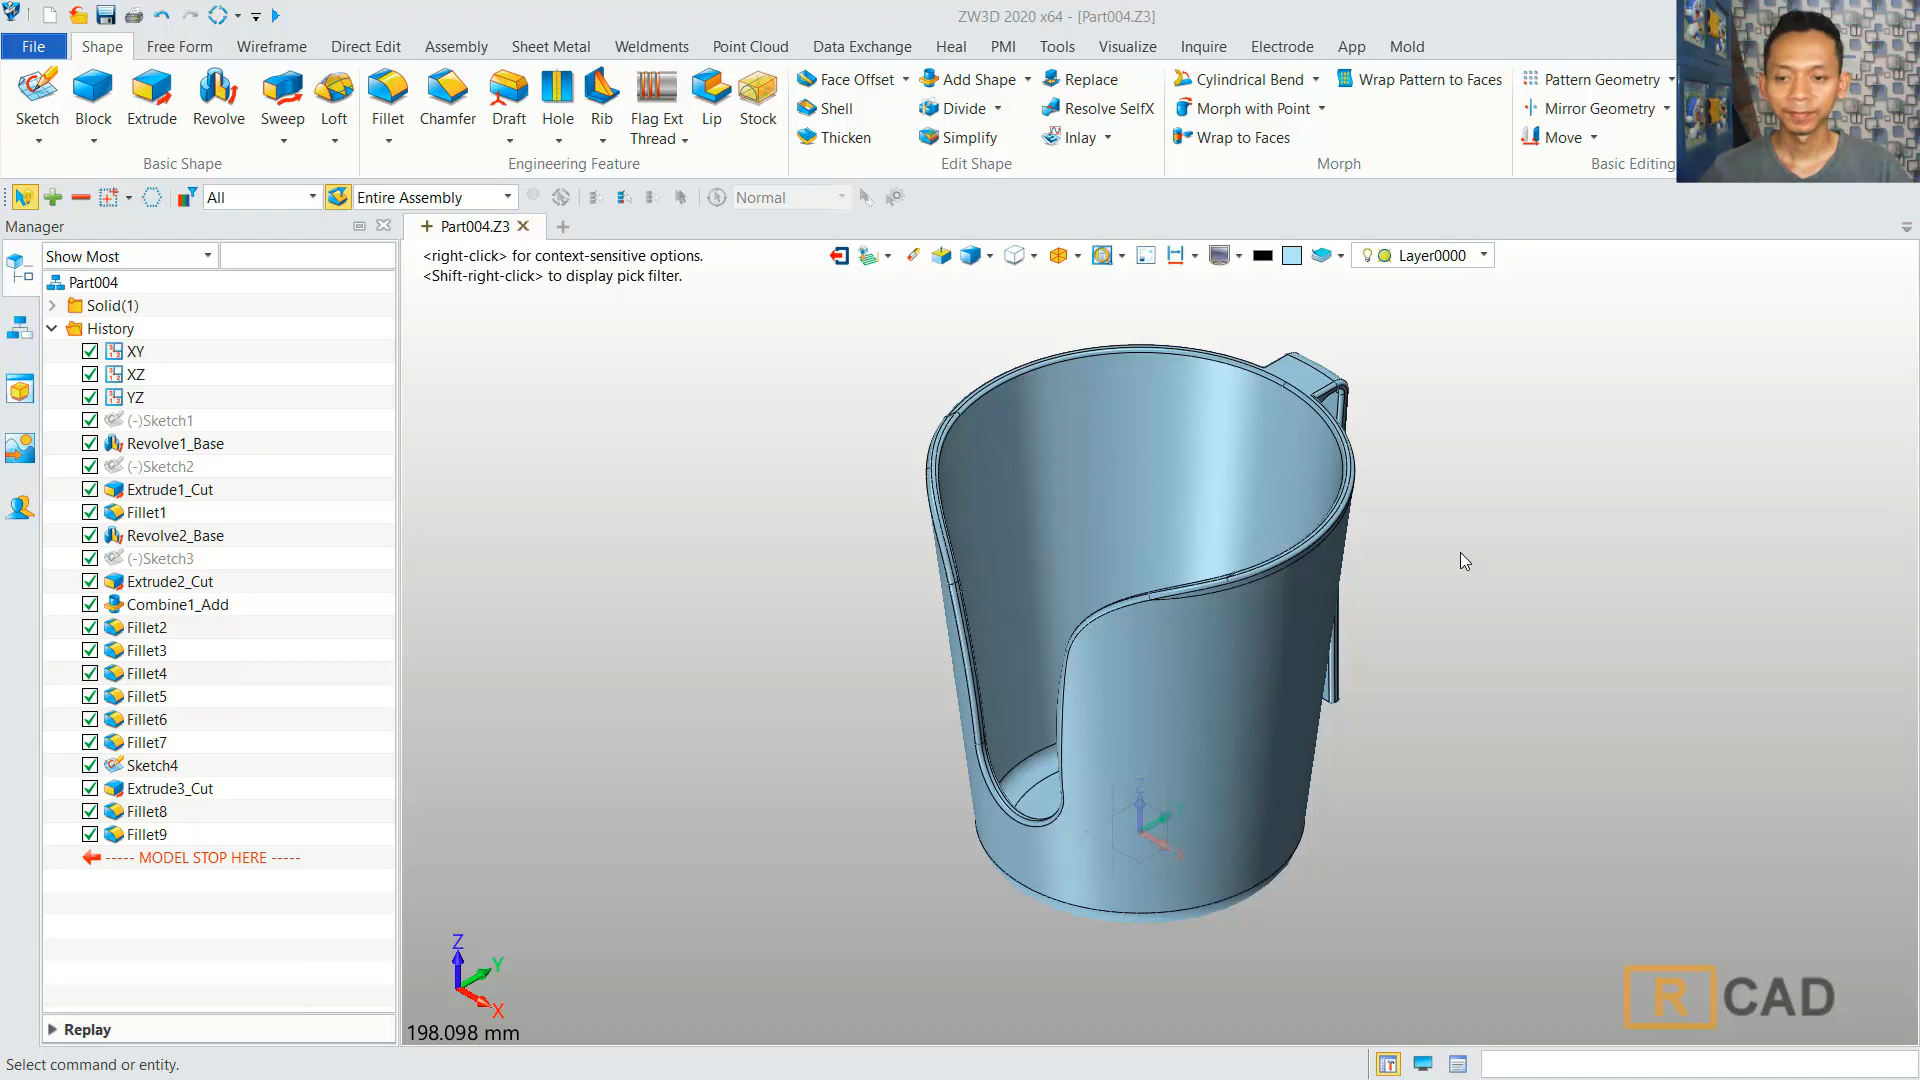 ZW3D 2020 x64 - [Part004.Z3]
File Shape Free Form Wireframe Direct Edit Assembly Sheet Metal Weldments Point Cloud Data Exchange Heal PMI Tools Visualize Inquire Electrode App Mold
Sketch Block Extrude Revolve Sweep Loft Fillet Chamfer Draft Hole Rib Flag Ext Thread Lip Stock
Face Offset Add Shape Replace Cylindrical Bend Wrap Pattern to Faces Pattern Geometry
Shell Divide Resolve SelfX Morph with Point Mirror Geometry
Thicken Simplify Inlay Wrap to Faces Move
Basic Shape Engineering Feature Edit Shape Morph Basic Editing
All Entire Assembly Normal
Manager
Part004.Z3
Show Most
<right-click> for context-sensitive options.
<Shift-right-click> to display pick filter.
Layer0000
Part004
Solid(1)
History
XY
XZ
YZ
(-)Sketch1
Revolve1_Base
(-)Sketch2
Extrude1_Cut
Fillet1
Revolve2_Base
(-)Sketch3
Extrude2_Cut
Combine1_Add
Fillet2
Fillet3
Fillet4
Fillet5
Fillet6
Fillet7
Sketch4
Extrude3_Cut
Fillet8
Fillet9
----- MODEL STOP HERE -----
Z
Y
X
Z
Y
X
198.098 mm
R CAD
Replay
Select command or entity.